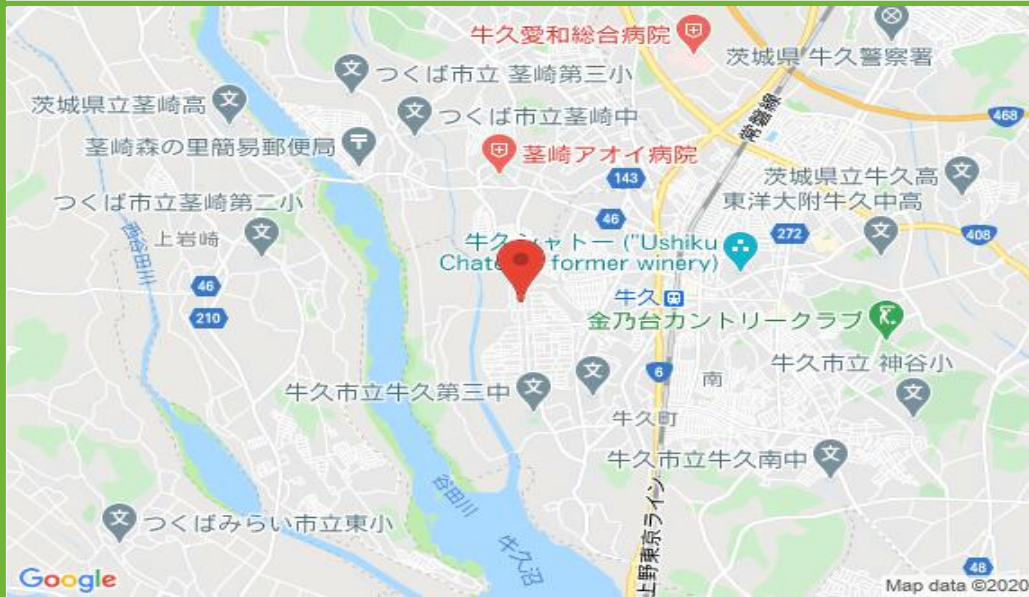 牛久愛和総合病院
茨城県 牛久警察署
つくば市立 茎崎第三小
茨城県立茎崎高
つくば市立茎崎中
常磐線
468
茎崎森の里簡易郵便局
茎崎アオイ病院
143
茨城県立牛久高
つくば市立茎崎第二小
東洋大附牛久中高
46
272
408
上岩崎
牛久シャトー ("Ushiku
former winery)
46
牛久
210
金乃台カントリークラブ
6
南
牛久市立 神谷小
牛久市立牛久第三中
牛久町
牛久市立牛久南中
谷田川
つくばみらい市立東小
牛久沼
上野東京ライン
48
Google
Map data ©2020